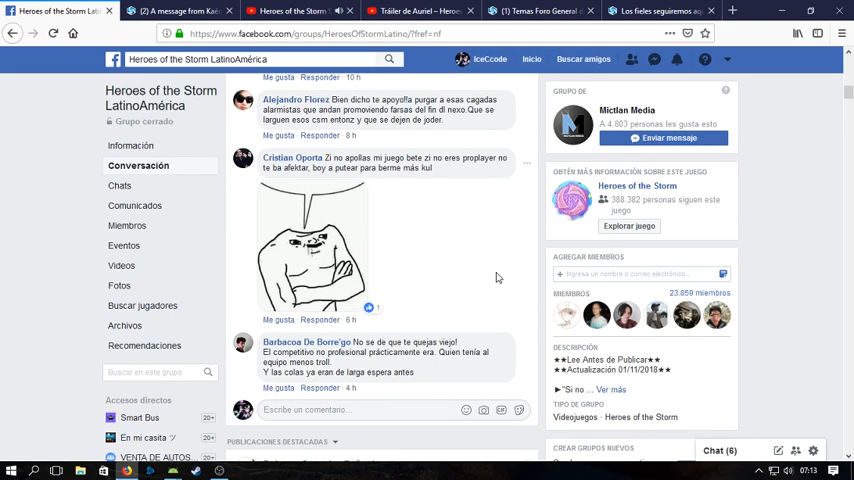 Heroes of the Storm Latino
(2) A message from Kaé
Heroes of the Storm S
Tráiler de Auriel – Heroes
(1) Temas Foro General d
Los fieles seguiremos aq
https://www.facebook.com/groups/HeroesOfStormLatino/?fref=nf
Heroes of the Storm LatinoAmérica
IceCcode
Inicio
Buscar amigos
Heroes of the Storm
LatinoAmérica
Grupo cerrado
Información
Conversación
Chats
Comunicados
Miembros
Eventos
Videos
Fotos
Buscar jugadores
Archivos
Recomendaciones
Buscar en este grupo
Accesos directos
Smart Bus 20+
En mi casita ツ 20+
VENTA DE AUTOS... 20+
Me gusta · Responder · 10 h
Alejandro Florez Bien dicho te apoyo!!a purgar a esas cagadas
alarmistas que andan promoviendo farsas del fin dl nexo.Que se
larguen esos csm entonz y que se dejen de joder.
Me gusta · Responder · 8 h
Cristian Oporta Zi no apollas mi juego bete zi no eres proplayer no
te ba afektar, boy a putear para berme más kul
1
Me gusta · Responder · 6 h
Barbacoa De Borre'go No se de que te quejas viejo!
El competitivo no profesional prácticamente era. Quien tenía al
equipo menos troll.
Y las colas ya eran de larga espera antes
Me gusta · Responder · 4 h
Escribe un comentario...
GIF
PUBLICACIONES DESTACADAS
GRUPO DE
Mictlan Media
A 4.803 personas les gusta esto
Enviar mensaje
OBTÉN MÁS INFORMACIÓN SOBRE ESTE JUEGO
Heroes of the Storm
388.382 personas siguen este
juego
Explorar juego
AGREGAR MIEMBROS
+ Ingresa un nombre o correo electrónico...
MIEMBROS 23.859 miembros
DESCRIPCIÓN
★★Lee Antes de Publicar★★
★★Actualización 01/11/2018★★
►"Si no ... Ver más
TIPO DE GRUPO
Videojuegos · Heroes of the Storm
CREAR GRUPOS NUEVOS
Chat (6)
07:13